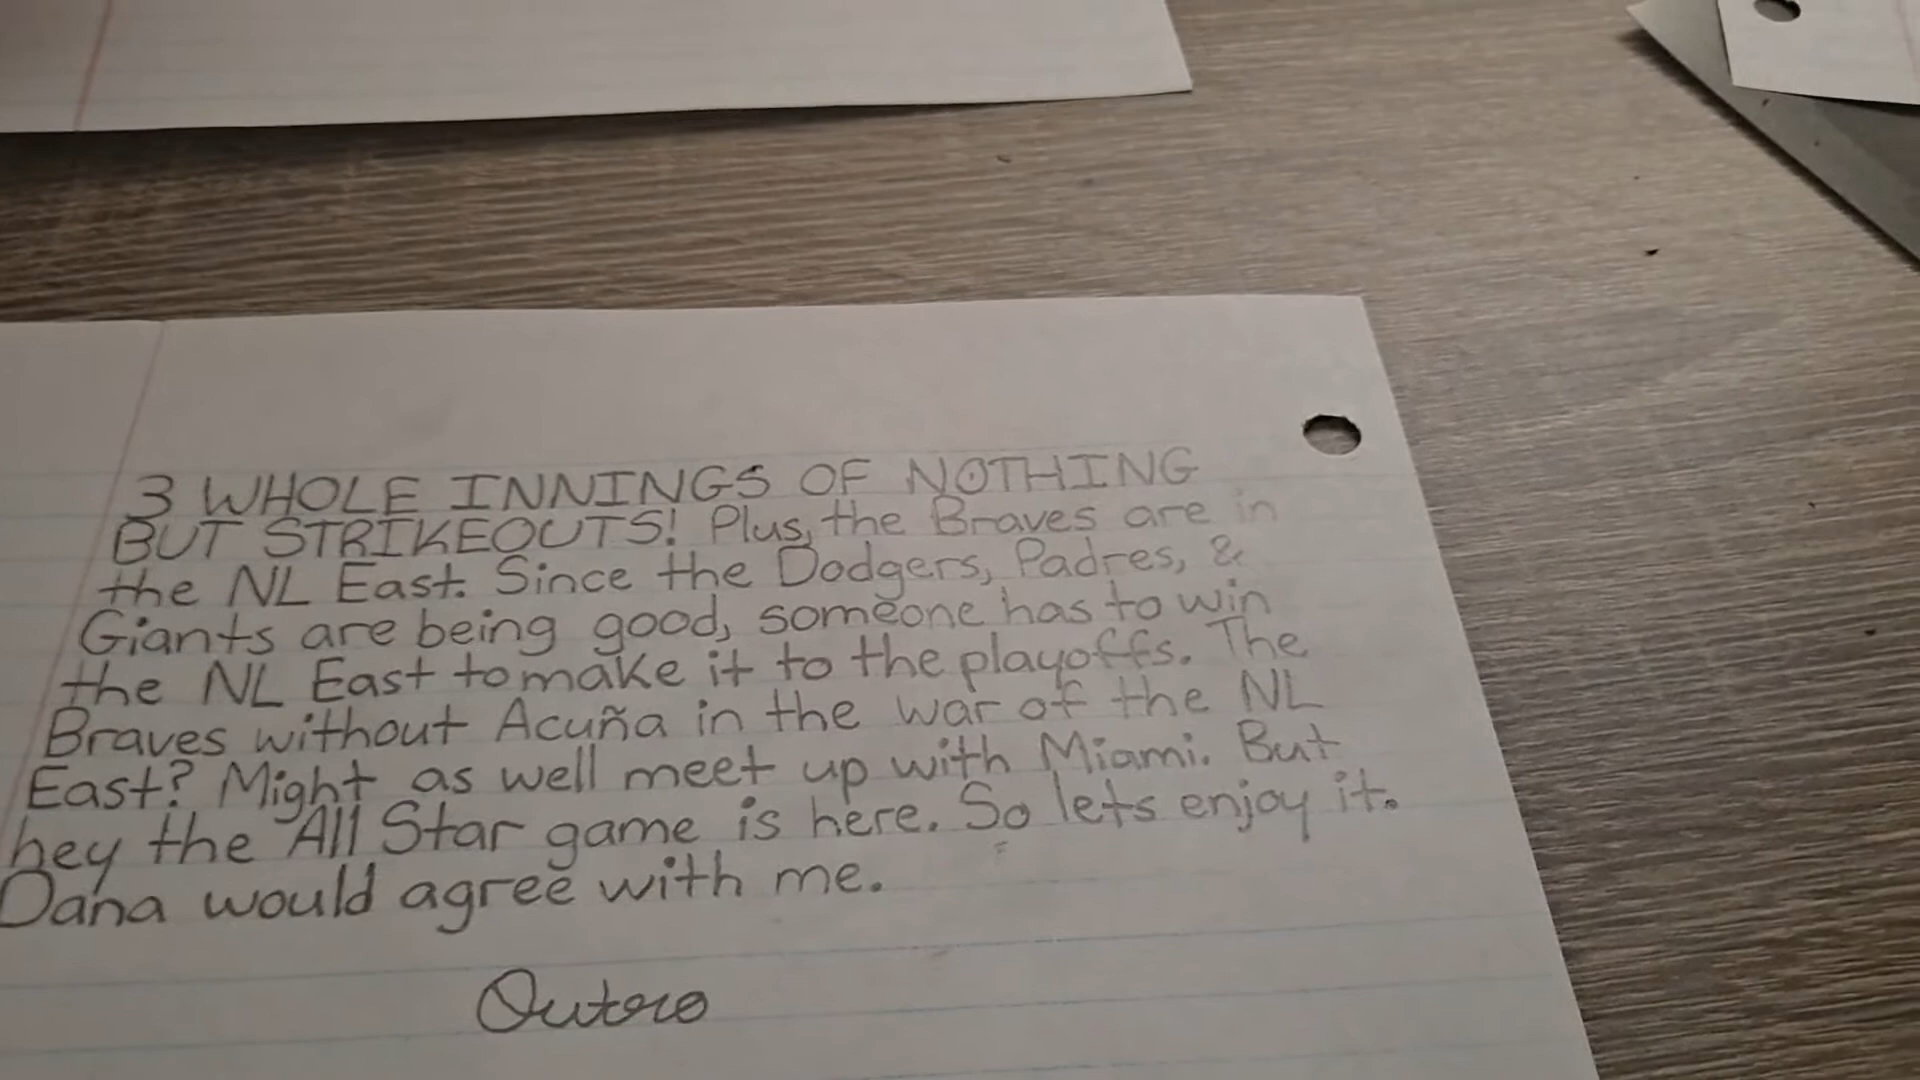 3 WHOLE INNINGS OF NOTHING
BUT STRIKEOUTS! Plus, the Braves are in
the NL East. Since the Dodgers, Padres, &
Giants are being good, someone has to win
the NL East to make it to the playoffs. The
Braves without Acuña in the war of the NL
East? Might as well meet up with Miami. But
hey the All Star game is here. So lets enjoy it.
Dana would agree with me.
Outro